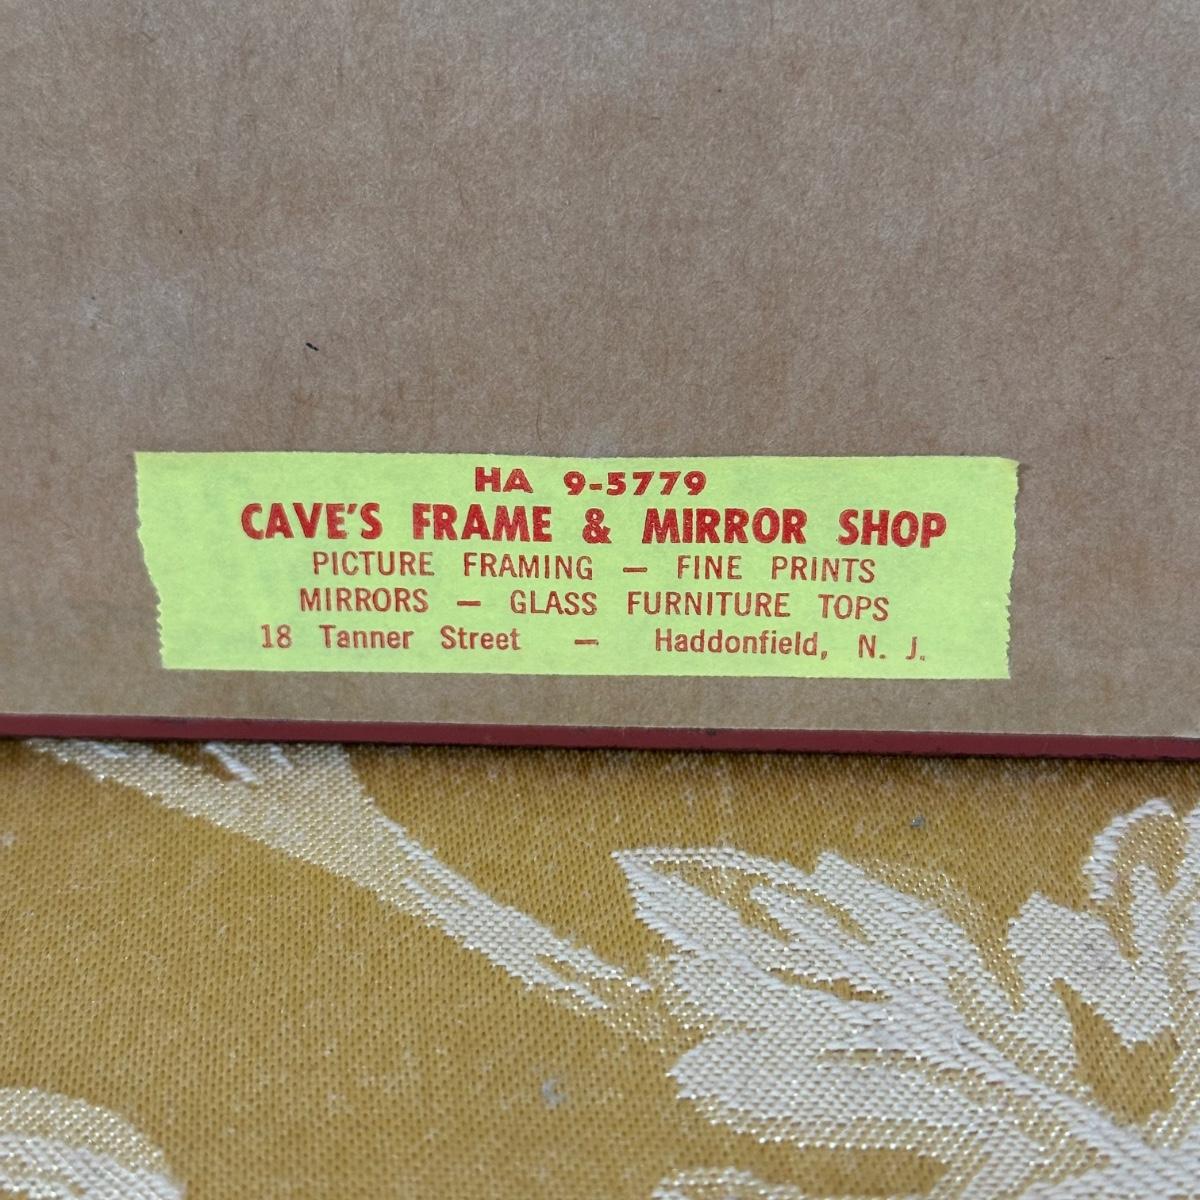 HA 9-5779
CAVE'S FRAME & MIRROR SHOP
PICTURE FRAMING — FINE PRINTS
MIRRORS — GLASS FURNITURE TOPS
18 Tanner Street — Haddonfield, N. J.